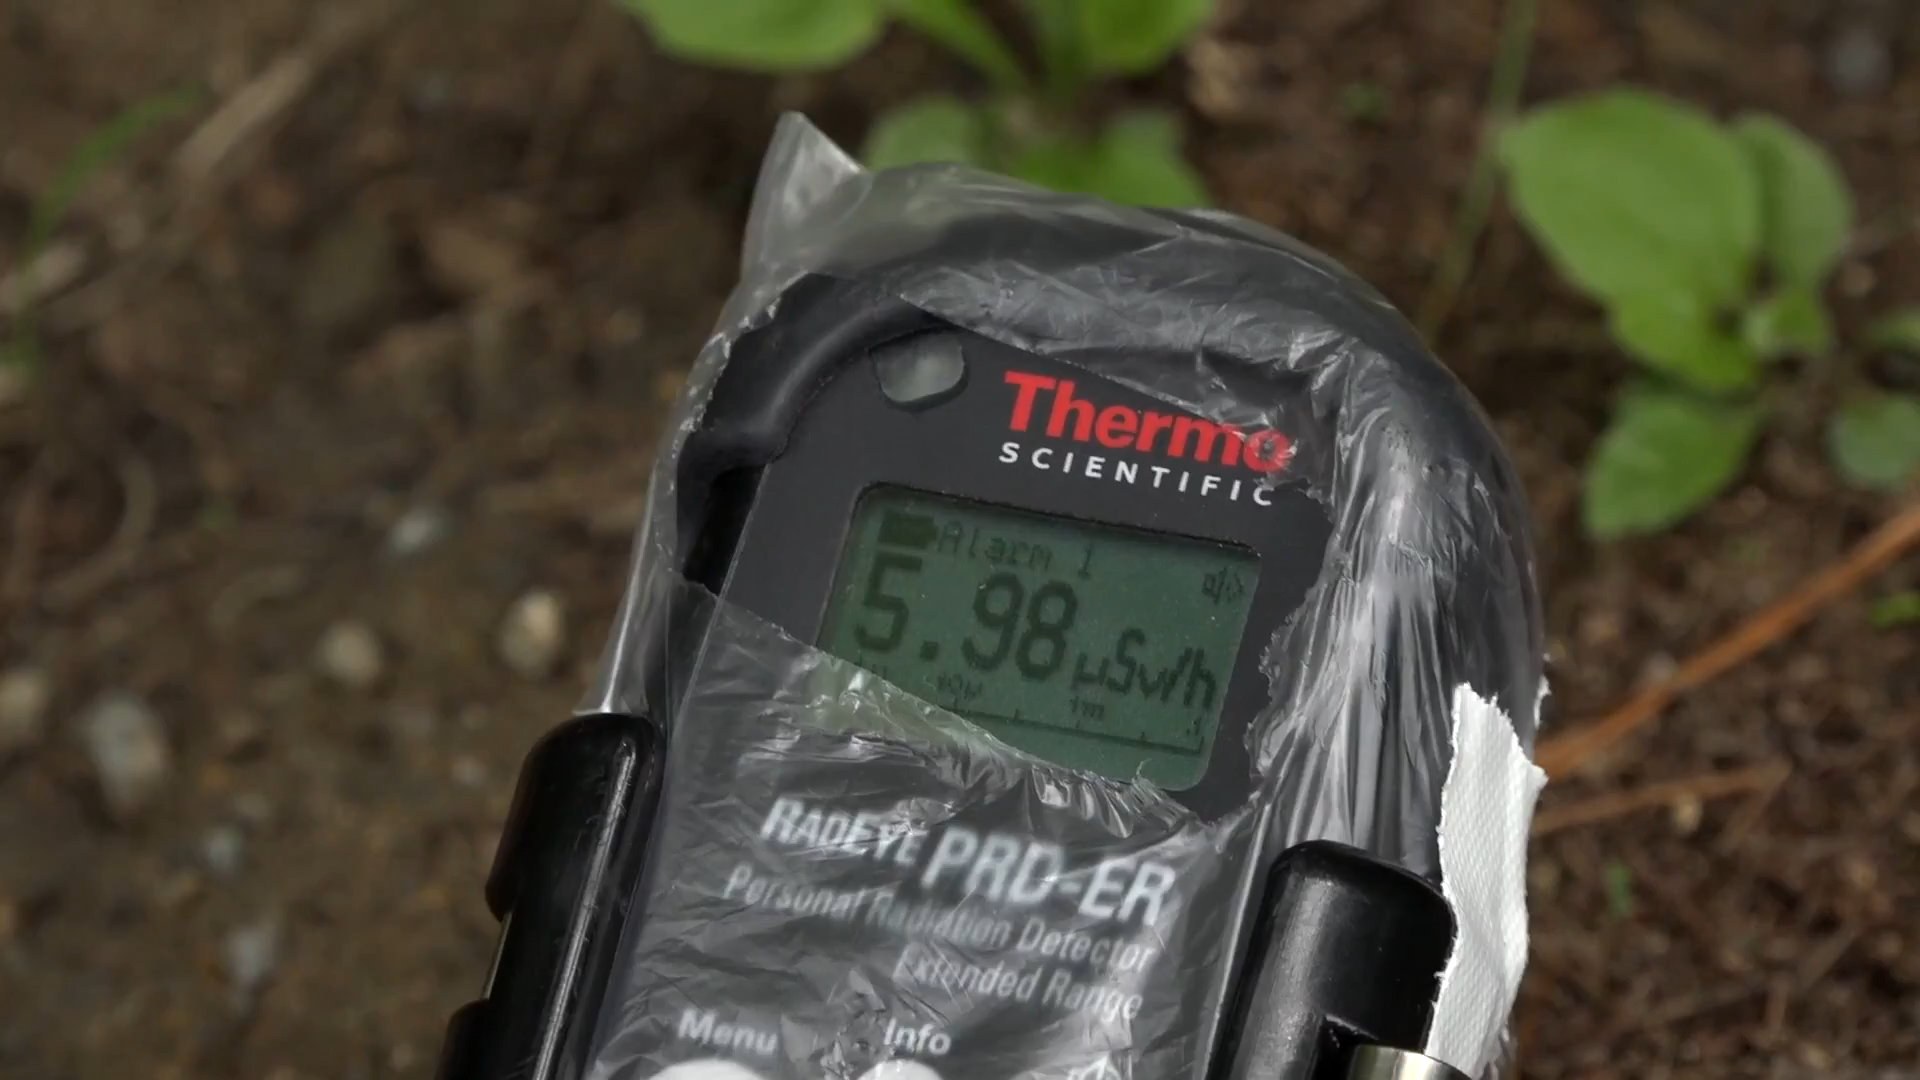 Thermo
SCIENTIFIC
Alarm 1
5.98 µSv/h
RADEYE PRD-ER
Personal Radiation Detector
Extended Range
Menu Info